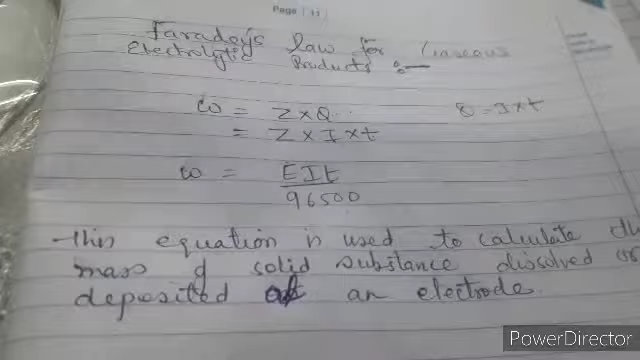 Page 11
Faraday's law for Gaseous
Electrolytic Products :-
W = Z×Q
Q = I×t
= Z×I×t
W = EIt
96500
This equation is used to calculate the
mass of solid substance dissolved or
deposited at an electrode.
PowerDirector